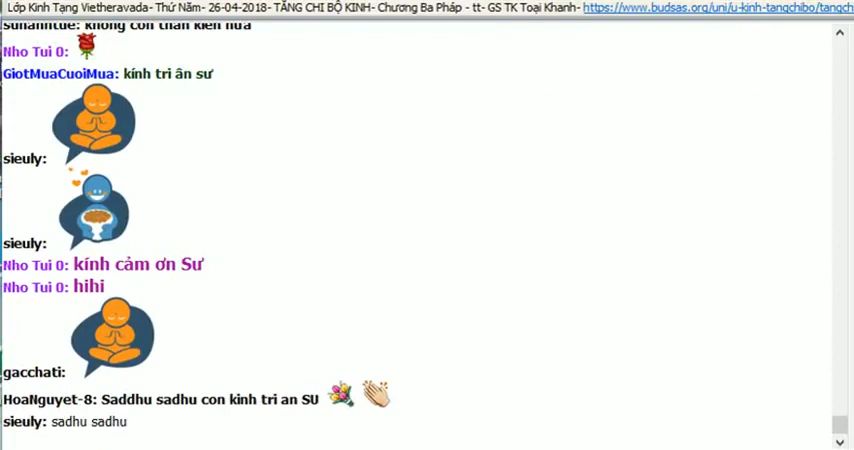 Lớp Kinh Tạng Vietheravada- Thứ Năm- 26-04-2018- TĂNG CHI BỘ KINH- Chương Ba Pháp - tt- GS TK Toại Khanh- https://www.budsas.org/uni/u-kinh-tangchibo/tangch
sunanntue: không còn thân kiến nữa
Nho Tui 0:
GiotMuaCuoiMua: kính tri ân sư
sieuly:
sieuly:
Nho Tui 0: kính cảm ơn Sư
Nho Tui 0: hihi
gacchati:
HoaNguyet-8: Saddhu sadhu con kinh tri an SU
sieuly: sadhu sadhu